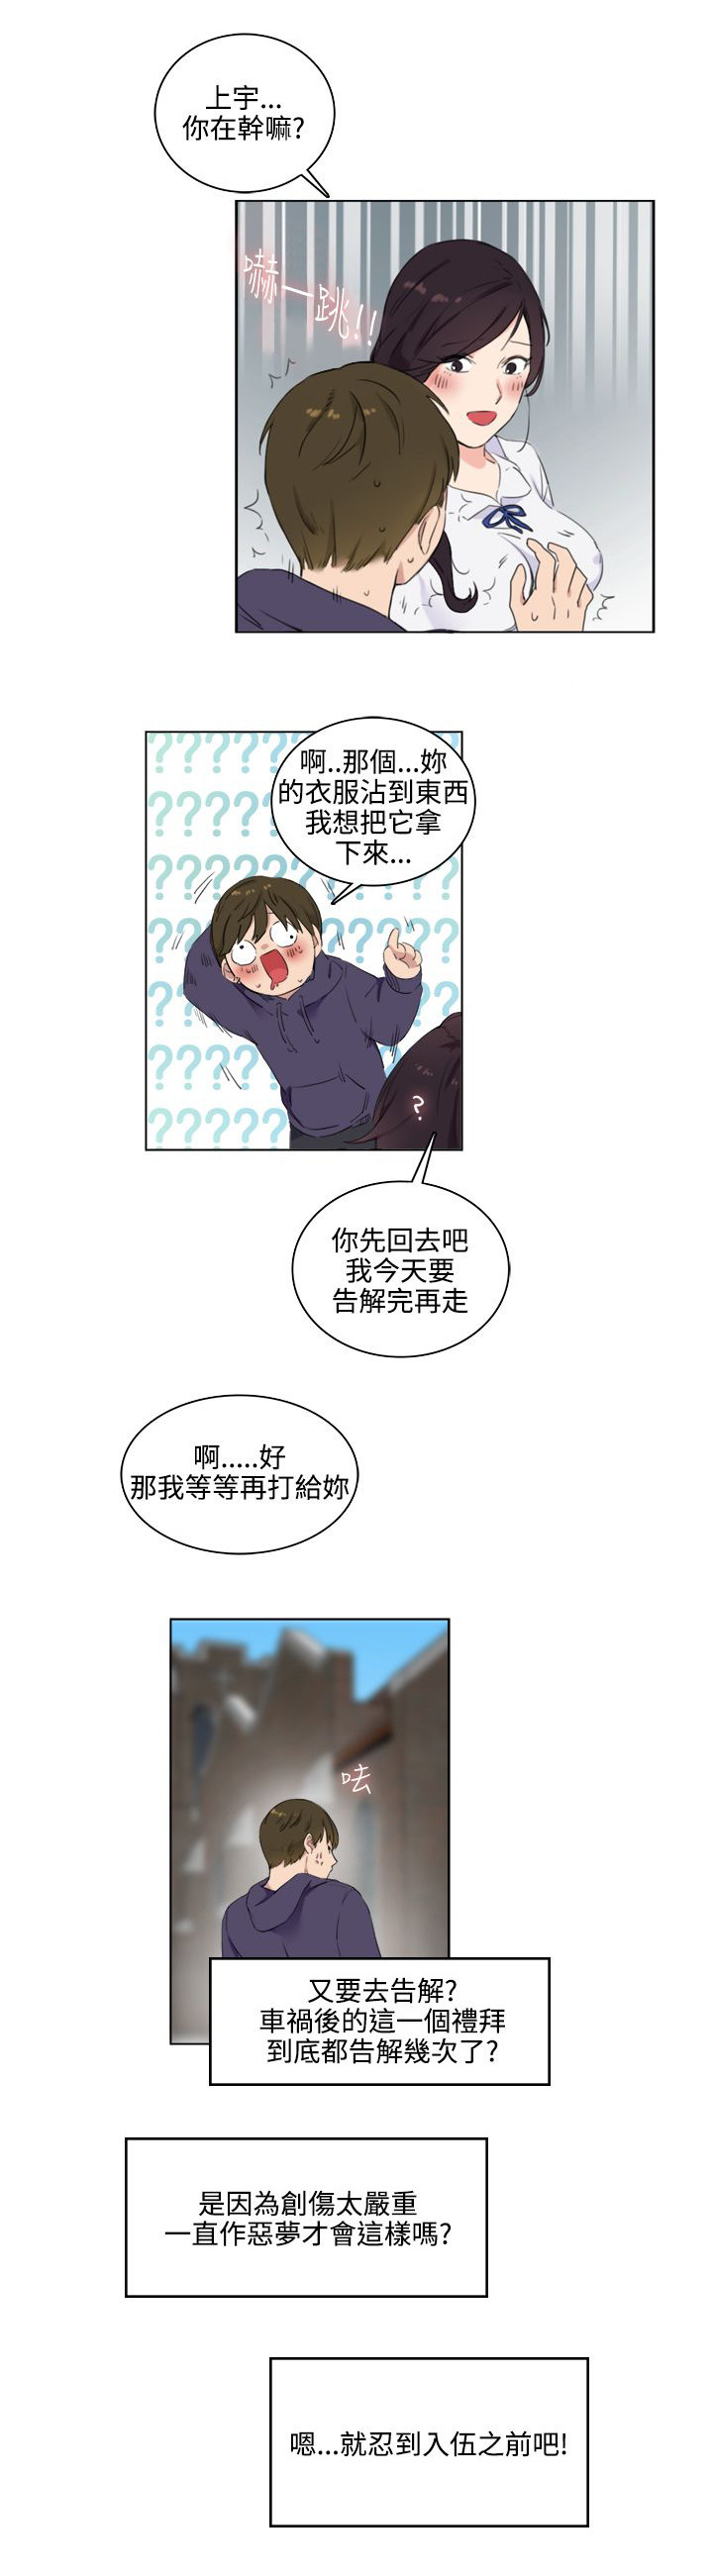 上宇...
你在幹嘛?
嚇一跳!!
啊..那個...妳
的衣服沾到東西
我想把它拿
下來...
??????
????????
????????
???????
???
?????
?????
?
你先回去吧
我今天要
告解完再走
啊.....好
那我等等再打給妳
呿
又要去告解?
車禍後的這一個禮拜
到底都告解幾次了?
是因為創傷太嚴重
一直作惡夢才會這樣嗎?
嗯...就忍到入伍之前吧!